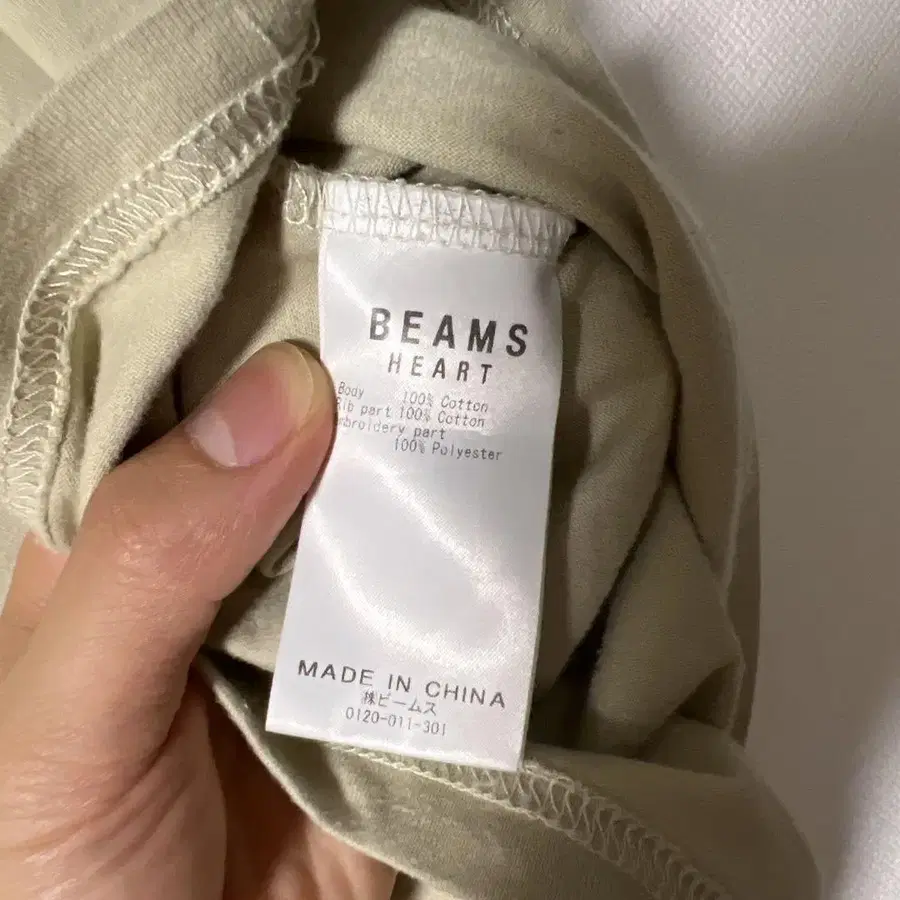 BEAMS
HEART
Body 100% Cotton
Rib part 100% Cotton
mbroidery part
100% Polyester
MADE IN CHINA
㈱ビームス
0120-011-301